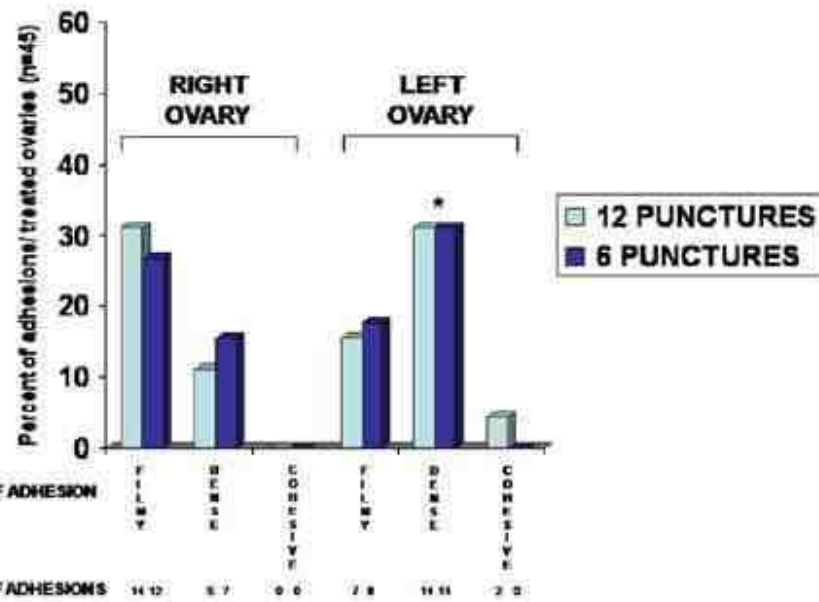 Percent of adhesions/treated ovaries (n=45)
60
50
40
30
20
10
0
RIGHT
OVARY
LEFT
OVARY
*
12 PUNCTURES
6 PUNCTURES
F ADHESION
FILMY
DENSE
COHESIVE
FILMY
DENSE
COHESIVE
F ADHESIONS
14 12
5 7
0 0
7 8
14 14
2 0